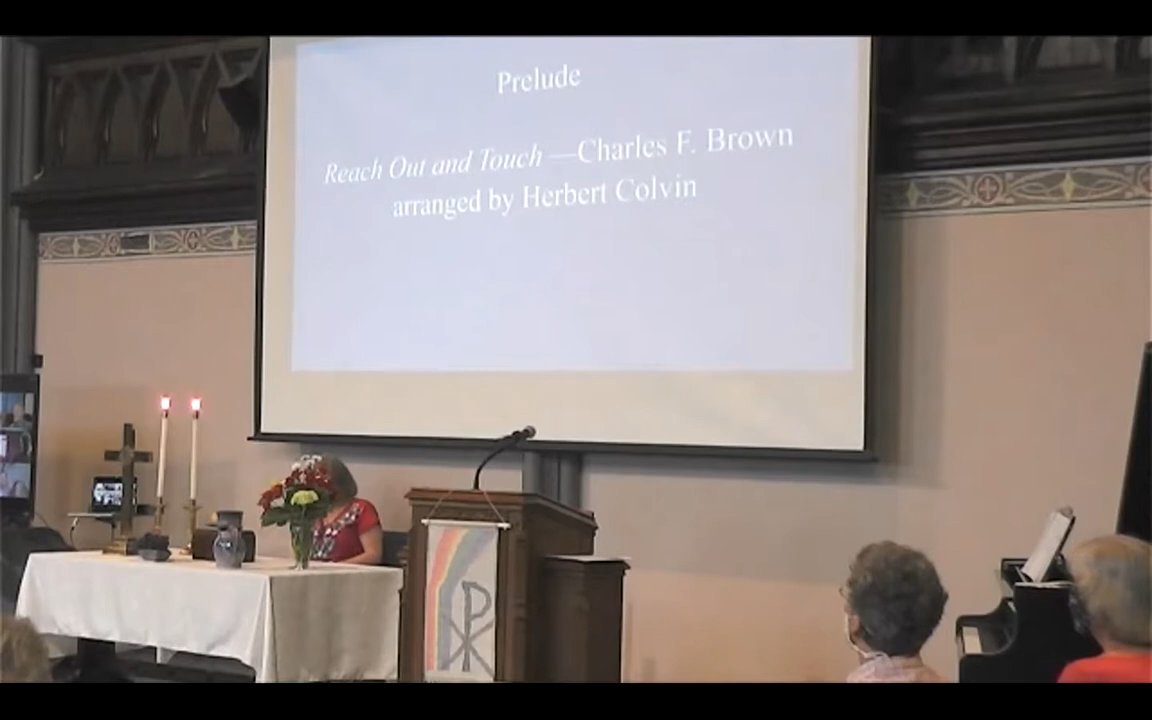 Prelude
Reach Out and Touch —Charles F. Brown
arranged by Herbert Colvin